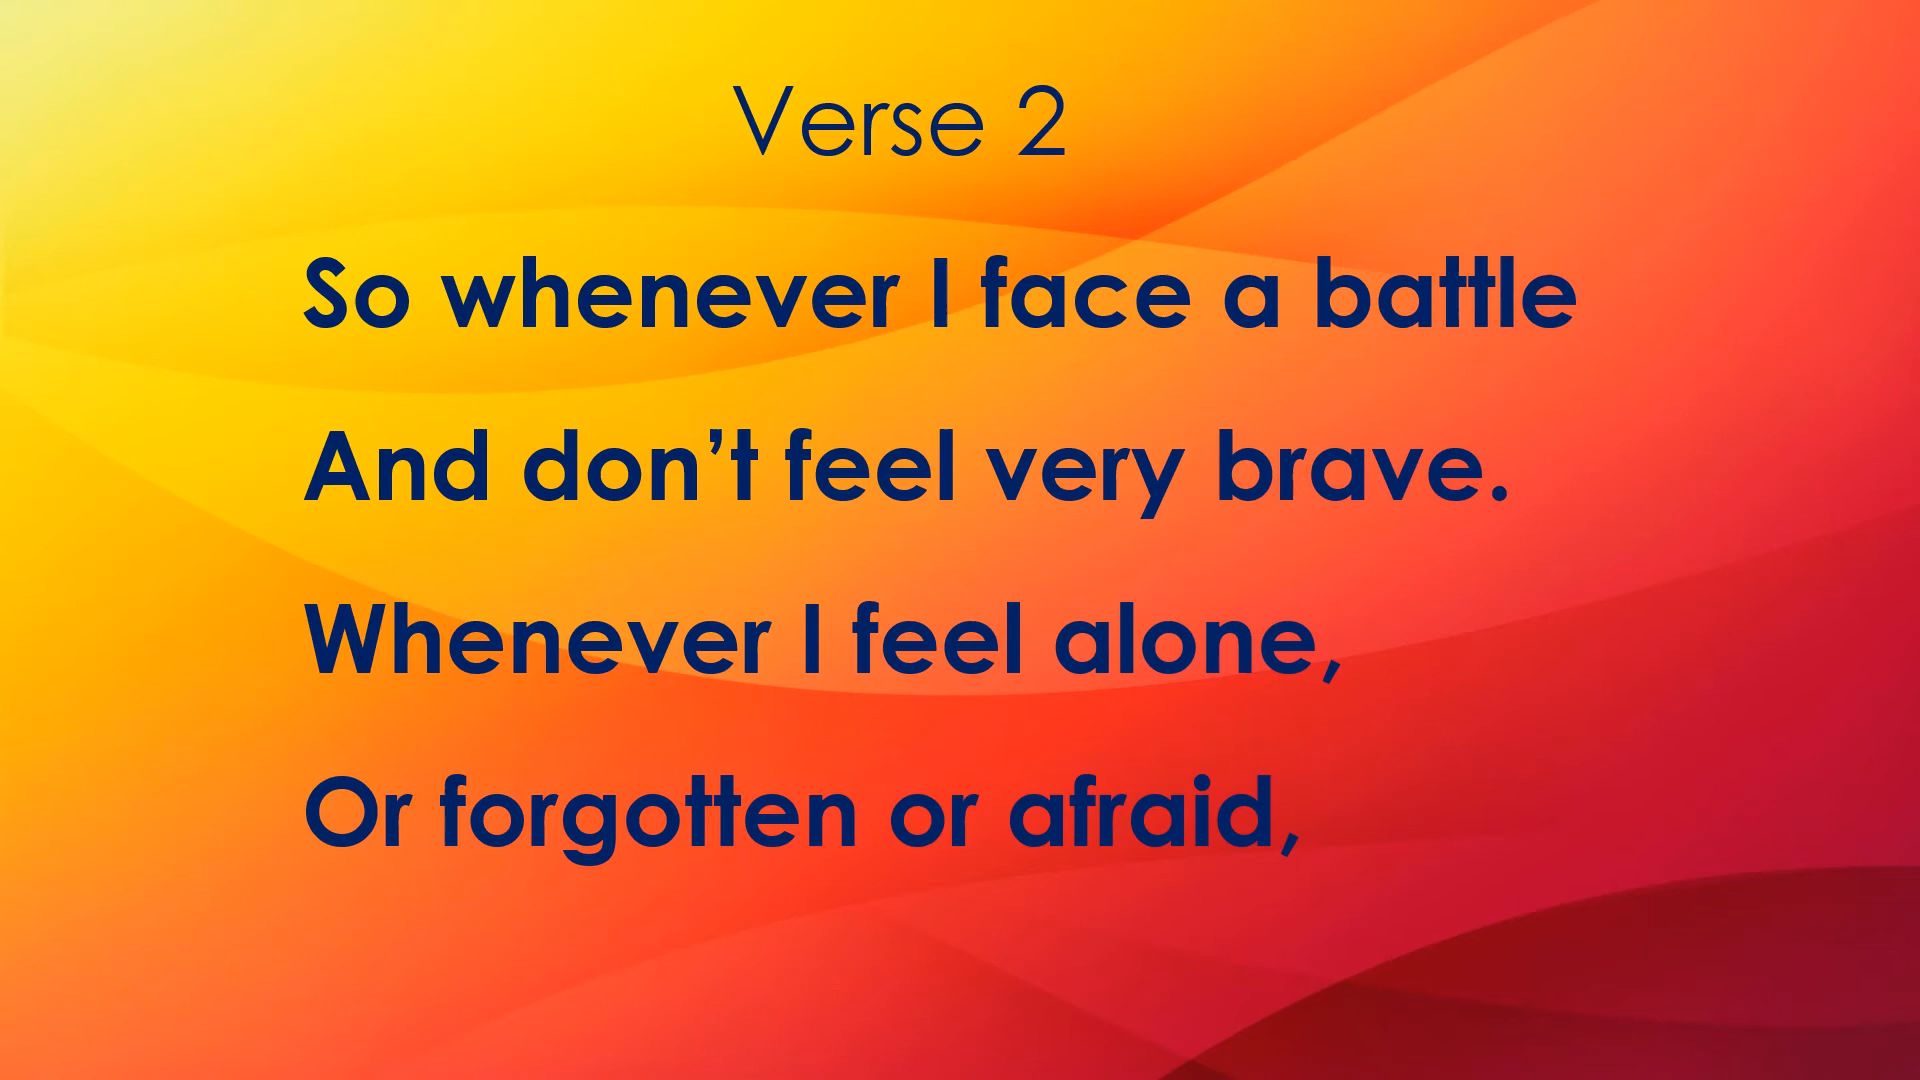 Verse 2
So whenever I face a battle
And don’t feel very brave.
Whenever I feel alone,
Or forgotten or afraid,